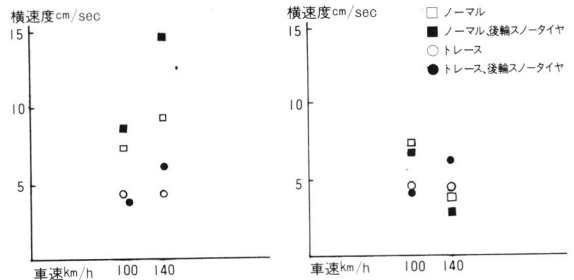 横速度cm/sec
15
10
5
車速km/h 100 140
横速度cm/sec
15
10
5
車速km/h 100 140
□ ノーマル
■ ノーマル、後輪スノータイヤ
○ トレース
● トレース、後輪スノータイヤ